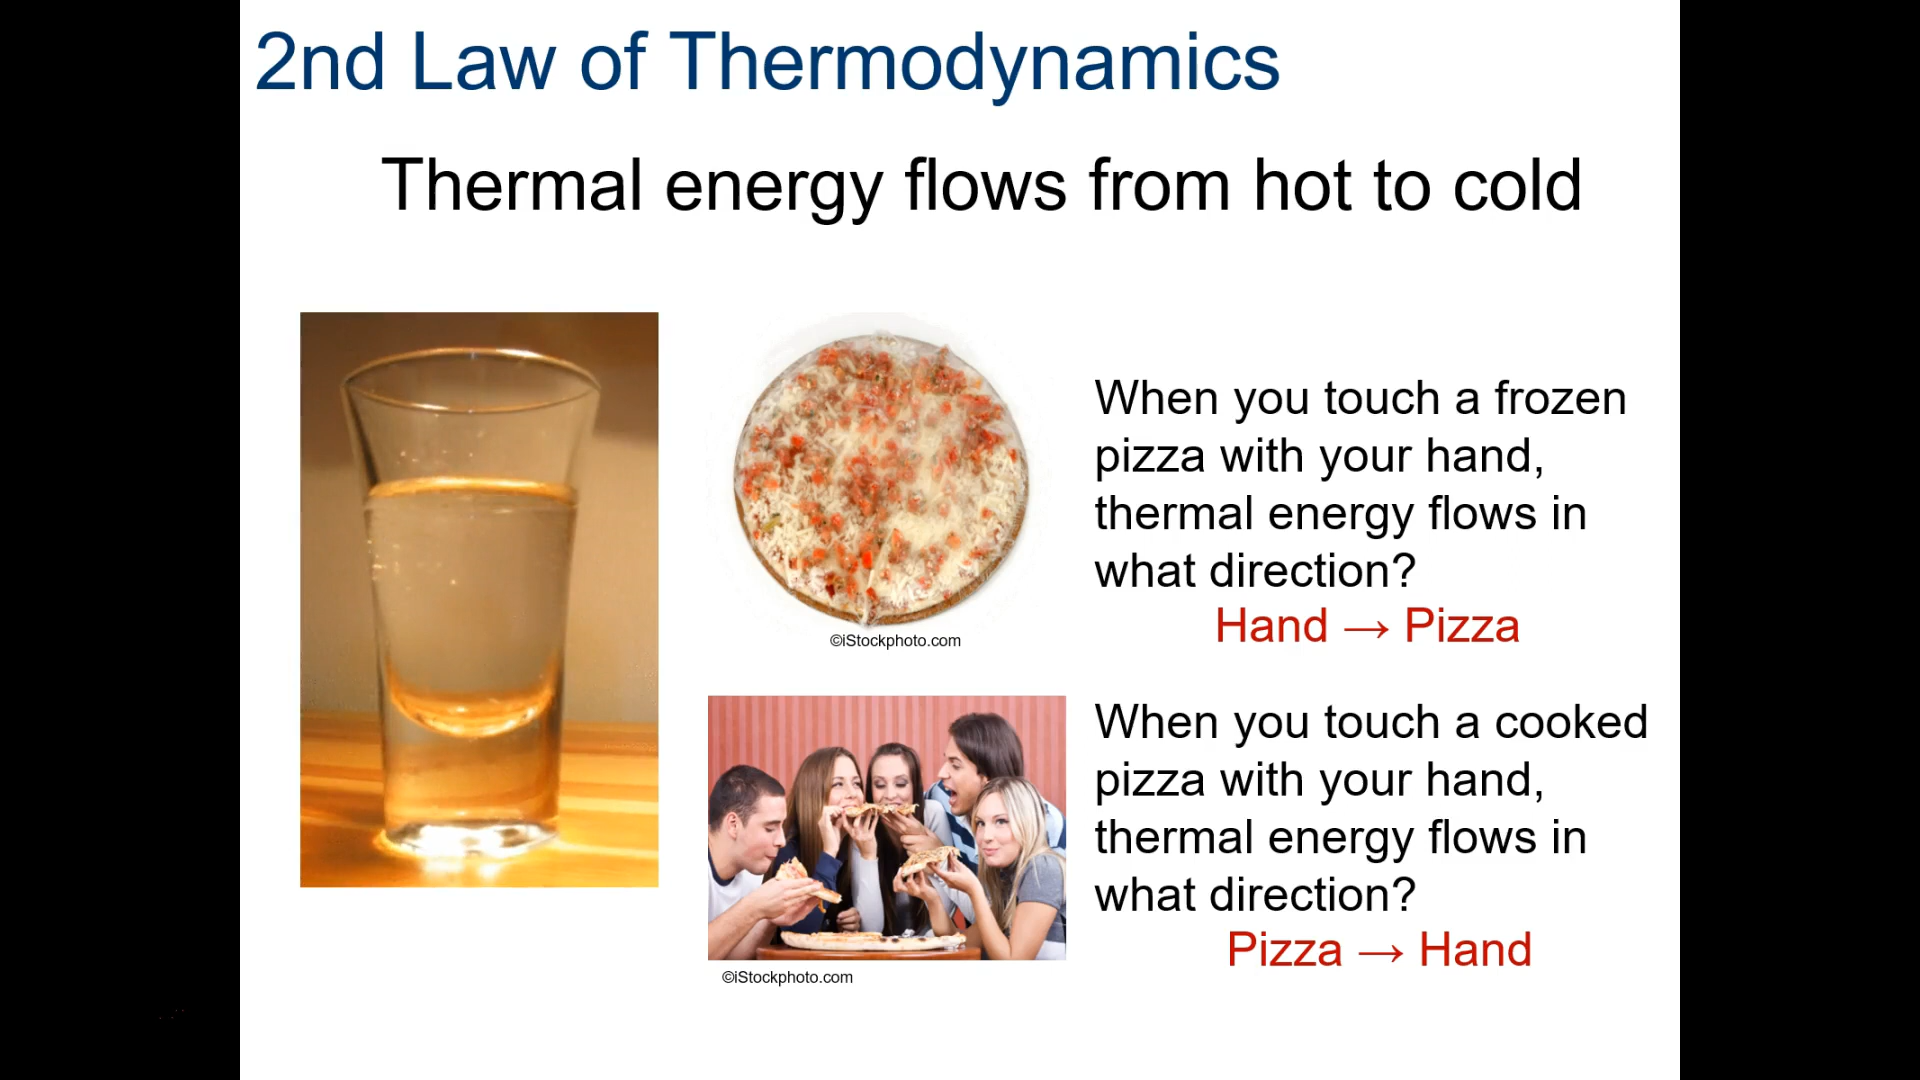 2nd Law of Thermodynamics
Thermal energy flows from hot to cold
When you touch a frozen
pizza with your hand,
thermal energy flows in
what direction?
Hand → Pizza
©iStockphoto.com
When you touch a cooked
pizza with your hand,
thermal energy flows in
what direction?
Pizza → Hand
©iStockphoto.com